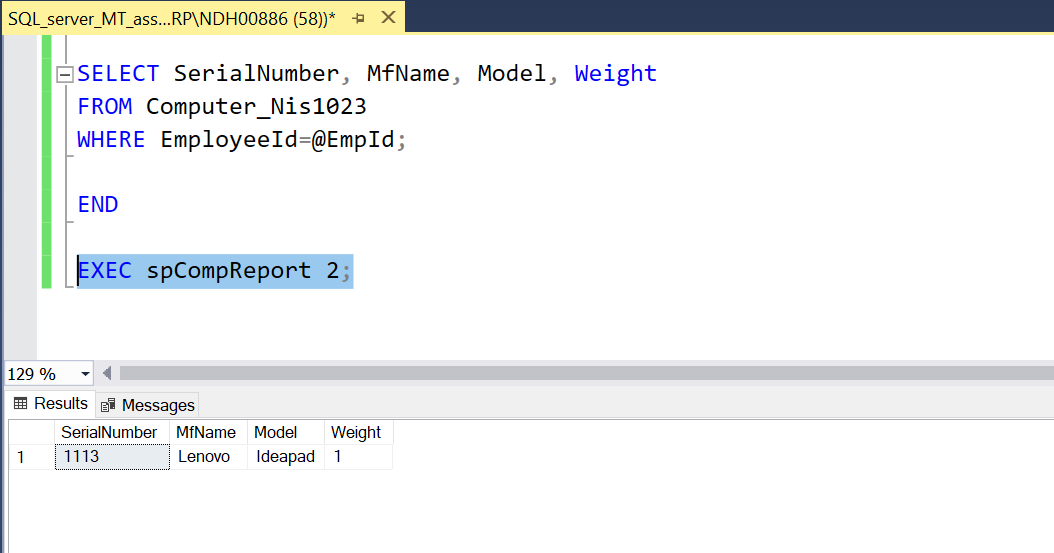 SQL_server_MT_ass...RP\NDH00886 (58))*
SELECT SerialNumber, MfName, Model, Weight
FROM Computer_Nis1023
WHERE EmployeeId=@EmpId;
END
EXEC spCompReport 2;
129 %
Results Messages
SerialNumber MfName Model Weight
1 1113 Lenovo Ideapad 1